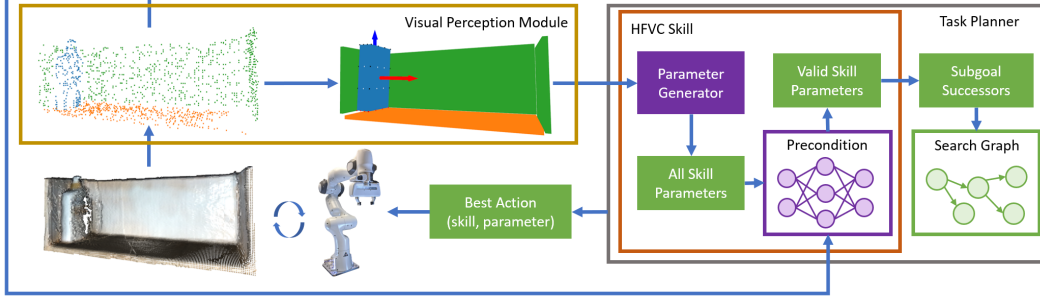 Visual Perception Module
HFVC Skill
Task Planner
Parameter
Generator
Valid Skill
Parameters
Subgoal
Successors
All Skill
Parameters
Precondition
Search Graph
Best Action
(skill, parameter)